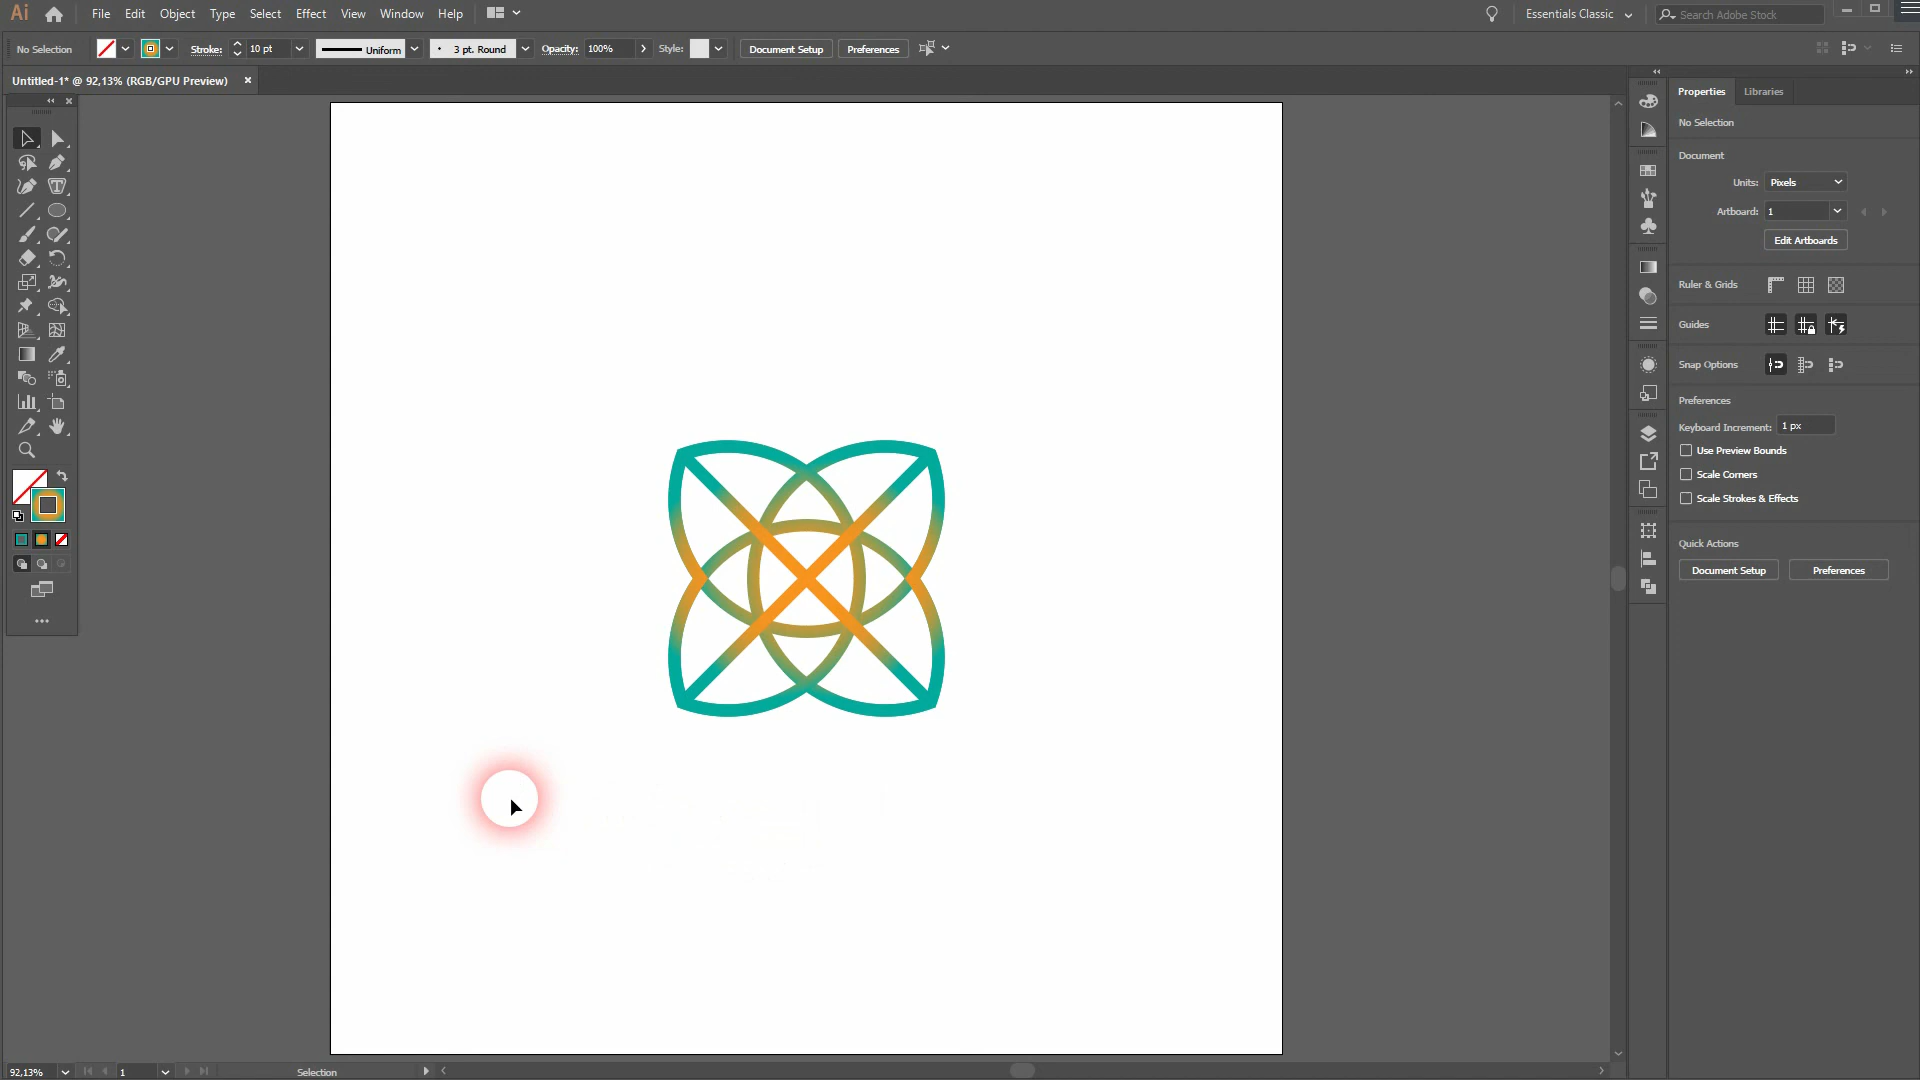 Ai File Edit Object Type Select Effect View Window Help Essentials Classic Search Adobe Stock
No Selection Stroke: 10 pt Uniform 3 pt. Round Opacity: 100% Style: Document Setup Preferences
Untitled-1* @ 92,13% (RGB/GPU Preview)
Properties Libraries
No Selection
Document
Units: Pixels
Artboard: 1
Edit Artboards
Ruler & Grids
Guides
Snap Options
Preferences
Keyboard Increment: 1 px
Use Preview Bounds
Scale Corners
Scale Strokes & Effects
Quick Actions
Document Setup Preferences
92,13% 1 Selection